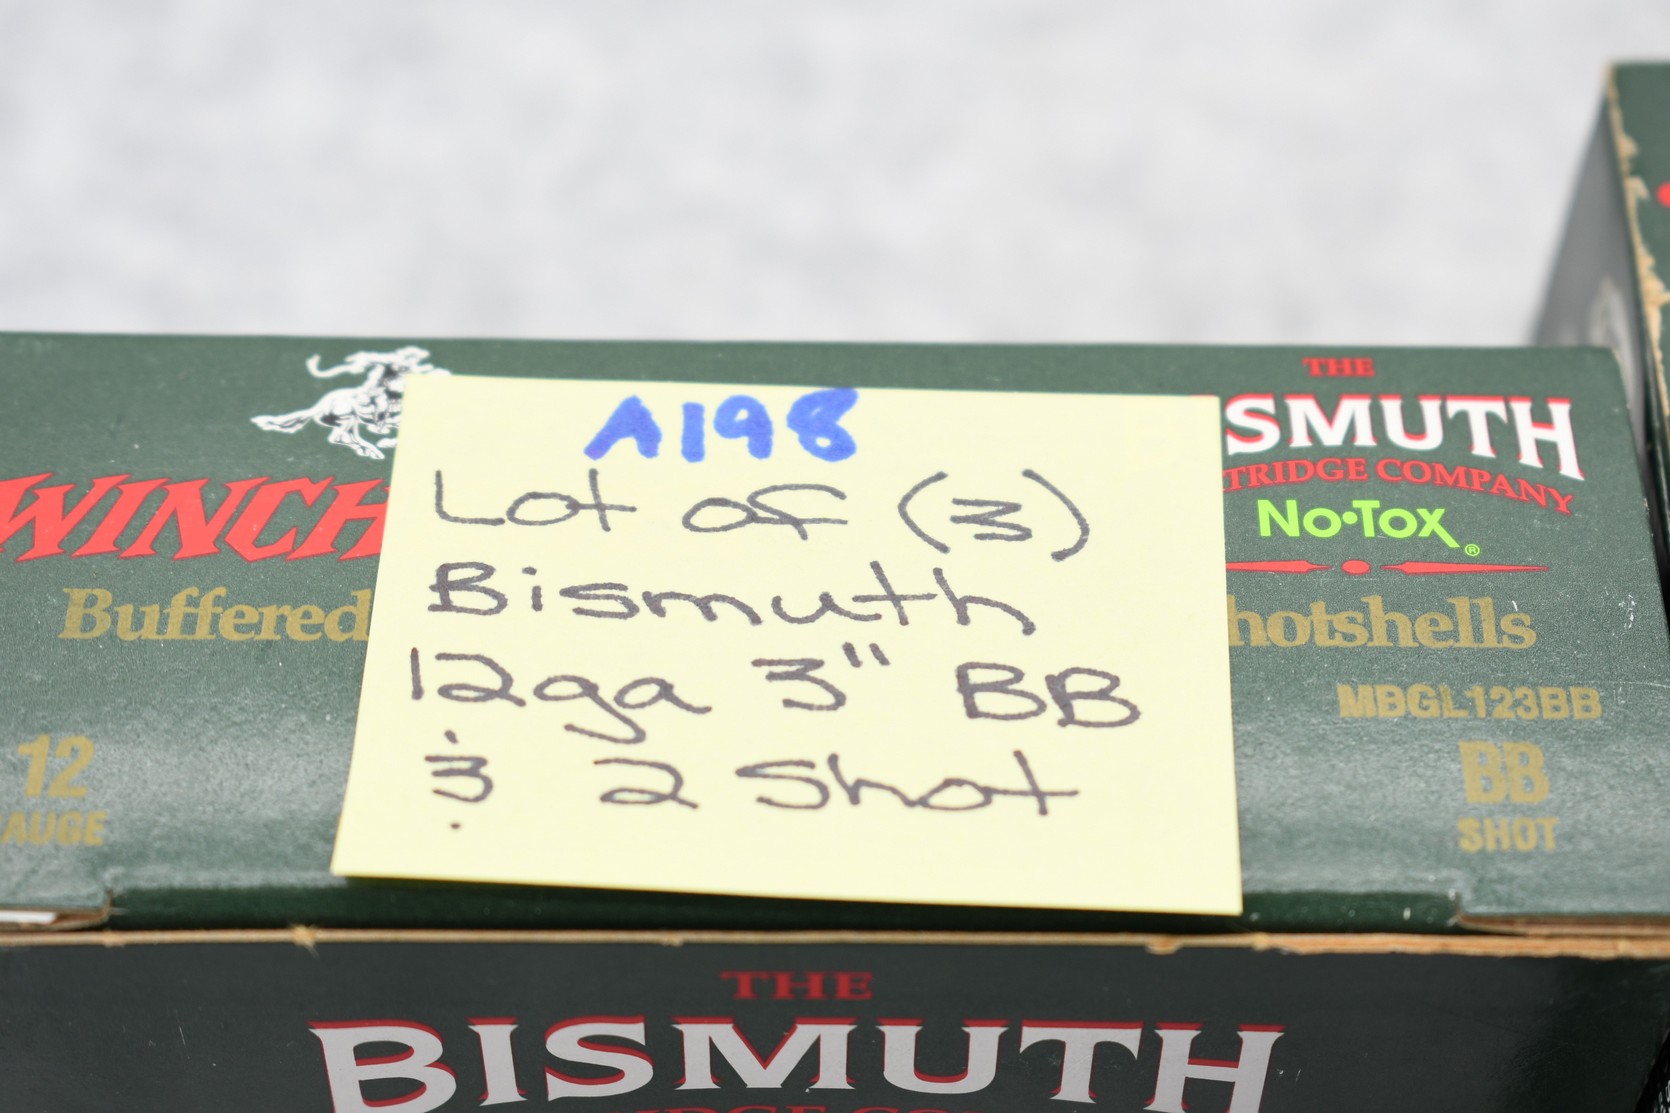 A198
Lot of (3)
Bismuth
12ga 3" BB
& 2 Shot
WINCH
Buffered
12
AUGE
THE
SMUTH
TRIDGE COMPANY
No•Tox®
hotshells
MBGL123BB
BB
SHOT
THE
BISMUTH